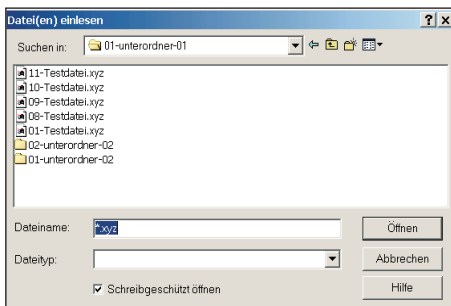 Datei(en) einlesen
Suchen in: 01-unterordner-01
11-Testdatei.xyz
10-Testdatei.xyz
09-Testdatei.xyz
08-Testdatei.xyz
01-Testdatei.xyz
02-unterordner-02
01-unterordner-02
Dateiname: *.xyz Öffnen
Dateityp: Abbrechen
Schreibgeschützt öffnen Hilfe